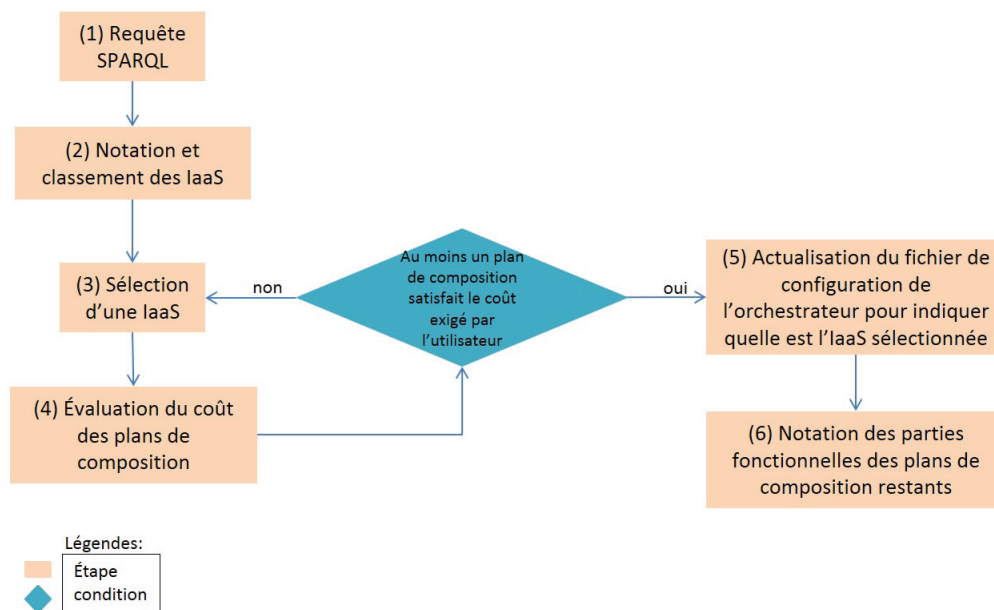 (1) Requête
SPARQL
(2) Notation et
classement des IaaS
(3) Sélection
d'une IaaS
(4) Évaluation du coût
des plans de
composition
non
Au moins un plan
de composition
satisfait le coût
exigé par
l'utilisateur
oui
(5) Actualisation du fichier de
configuration de
l'orchestrateur pour indiquer
quelle est l'IaaS sélectionnée
(6) Notation des parties
fonctionnelles des plans de
composition restants
Légendes:
Étape
condition